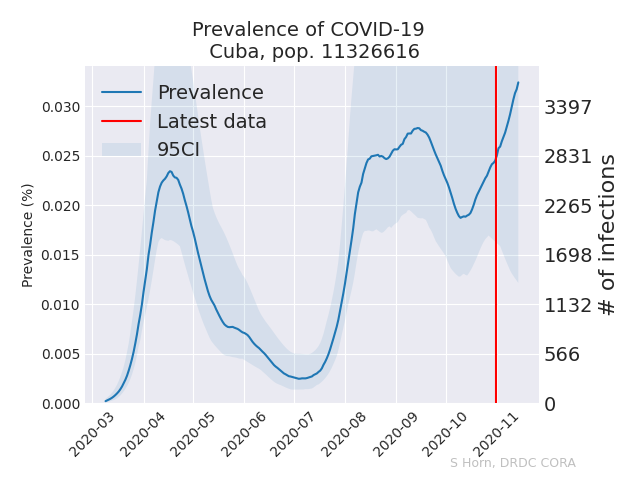 Prevalence of COVID-19
Cuba, pop. 11326616
Prevalence
Latest data
95CI
Prevalence (%)
0.030
0.025
0.020
0.015
0.010
0.005
0.000
3397
2831
2265
1698
1132
566
0
# of infections
2020-03
2020-04
2020-05
2020-06
2020-07
2020-08
2020-09
2020-10
2020-11
S Horn, DRDC CORA